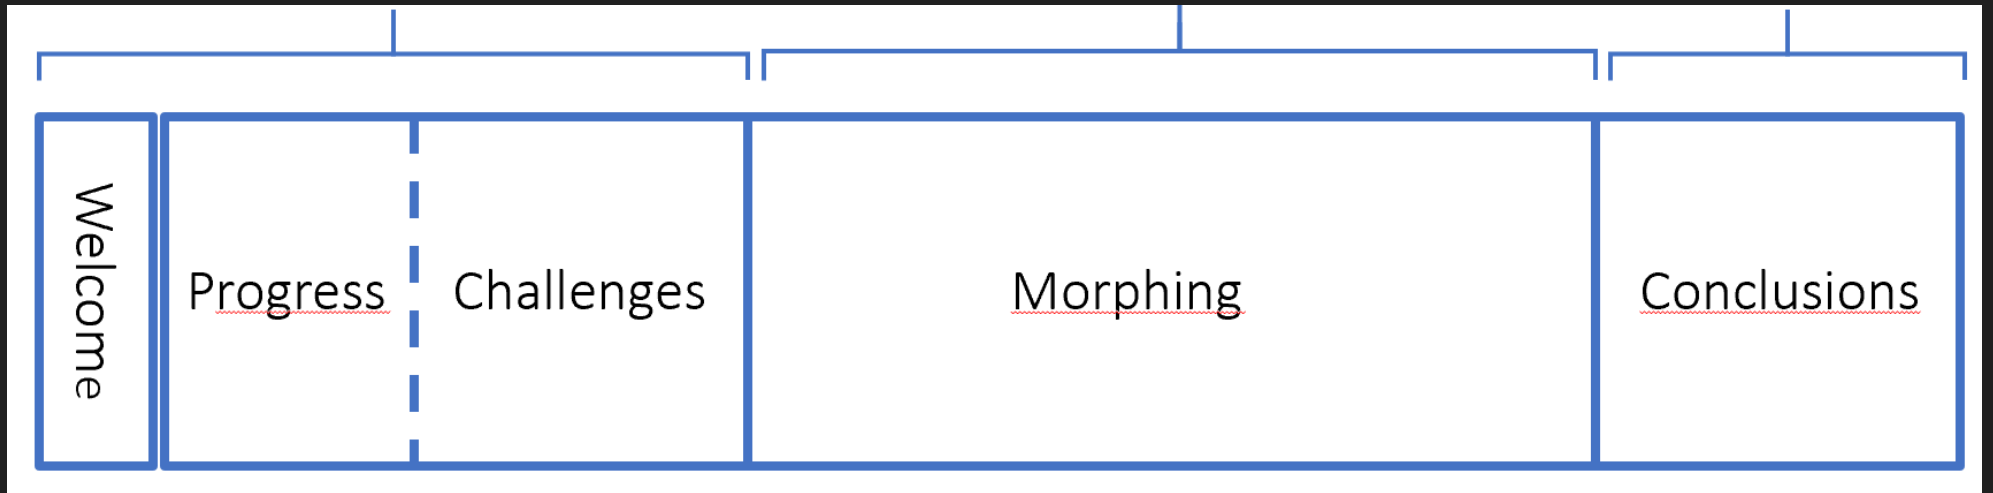 Welcome
Progress
Challenges
Morphing
Conclusions